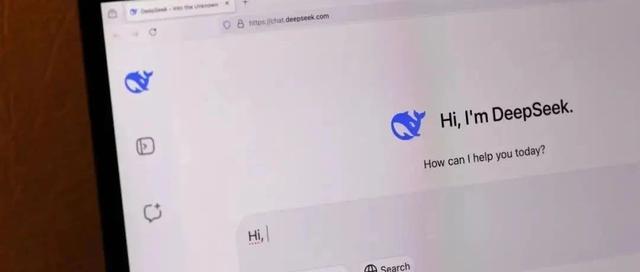 DeepSeek - Into the Unknown
https://chat.deepseek.com
Hi, I'm DeepSeek.
How can I help you today?
Hi,
Search